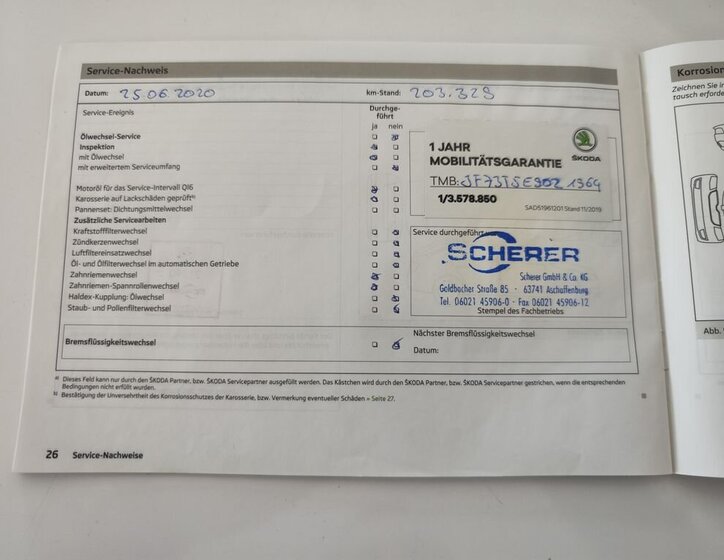 Service-Nachweis
Datum: 25.06.2020 km-Stand: 203.329
Service-Ereignis Durchge-
führt
ja nein
Ölwechsel-Service
Inspektion
mit Ölwechsel
mit erweitertem Serviceumfang
Motoröl für das Service-Intervall QI6
Karosserie auf Lackschäden geprüft b)
Pannenset: Dichtungsmittelwechsel
Zusätzliche Servicearbeiten
Kraftstofffilterwechsel
Zündkerzenwechsel
Luftfiltereinsatzwechsel
Öl- und Ölfilterwechsel im automatischen Getriebe
Zahnriemenwechsel
Zahnriemen-Spannrollenwechsel
Haldex-Kupplung: Ölwechsel
Staub- und Pollenfilterwechsel
Bremsflüssigkeitswechsel
1 JAHR
MOBILITÄTSGARANTIE
ŠKODA
TMB:
1/3.578.850
SAD51961201 Stand 11/2019
Service durchgeführt
SCHERER
Scherer GmbH & Co. KG
Goldbacher Straße 85 · 63741 Aschaffenburg
Tel. 06021 45906-0 · Fax 06021 45906-12
Stempel des Fachbetriebs
Nächster Bremsflüssigkeitswechsel
Datum:
a) Dieses Feld kann nur durch den ŠKODA Partner, bzw. ŠKODA Servicepartner ausgefüllt werden. Das Kästchen wird durch den ŠKODA Partner, bzw. ŠKODA Servicepartner gestrichen, wenn die entsprechenden
Bedingungen nicht erfüllt wurden.
b) Bestätigung der Unversehrtheit des Korrosionsschutzes der Karosserie, bzw. Vermerkung eventueller Schäden » Seite 27.
26 Service-Nachweise
Korrosion
Zeichnen Sie in
tausch erforde
Abb.